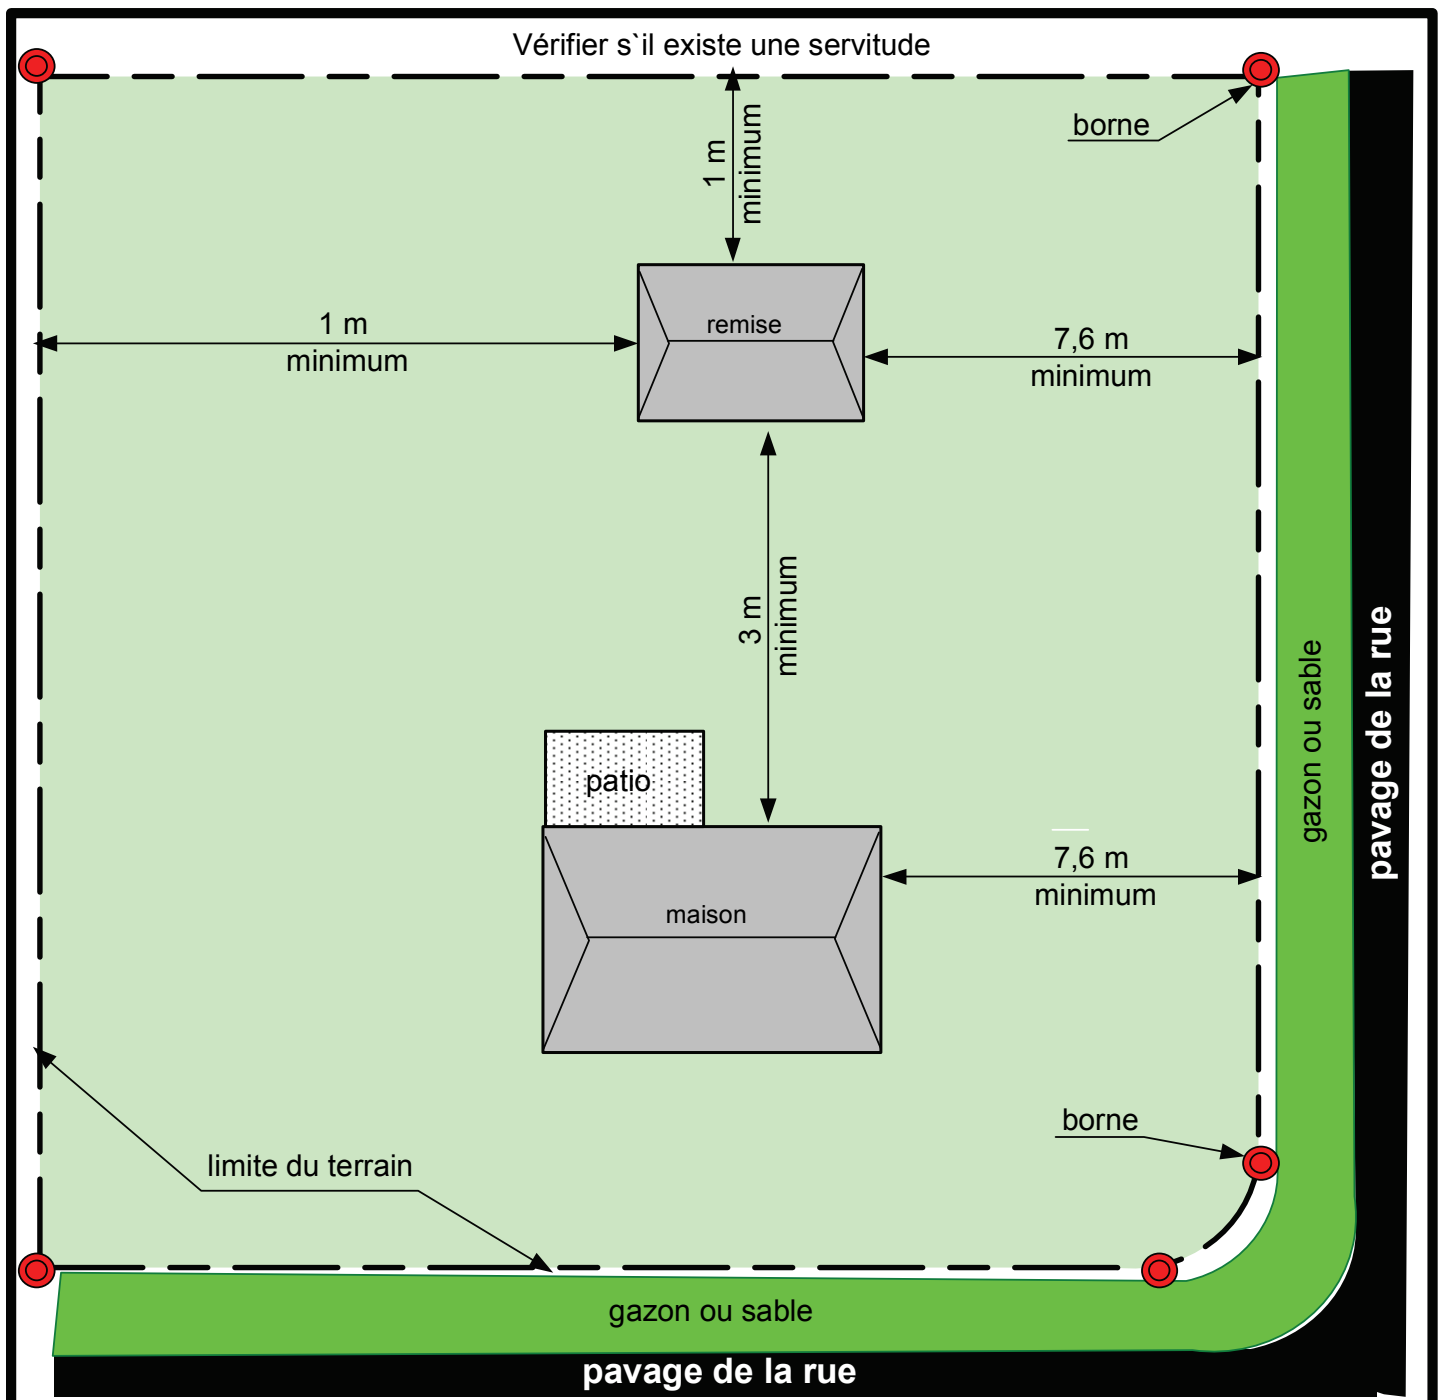 Vérifier s`il existe une servitude
borne
1 m
minimum
remise
1 m
minimum
7,6 m
minimum
3 m
minimum
gazon ou sable
pavage de la rue
patio
7,6 m
minimum
maison
borne
limite du terrain
gazon ou sable
pavage de la rue